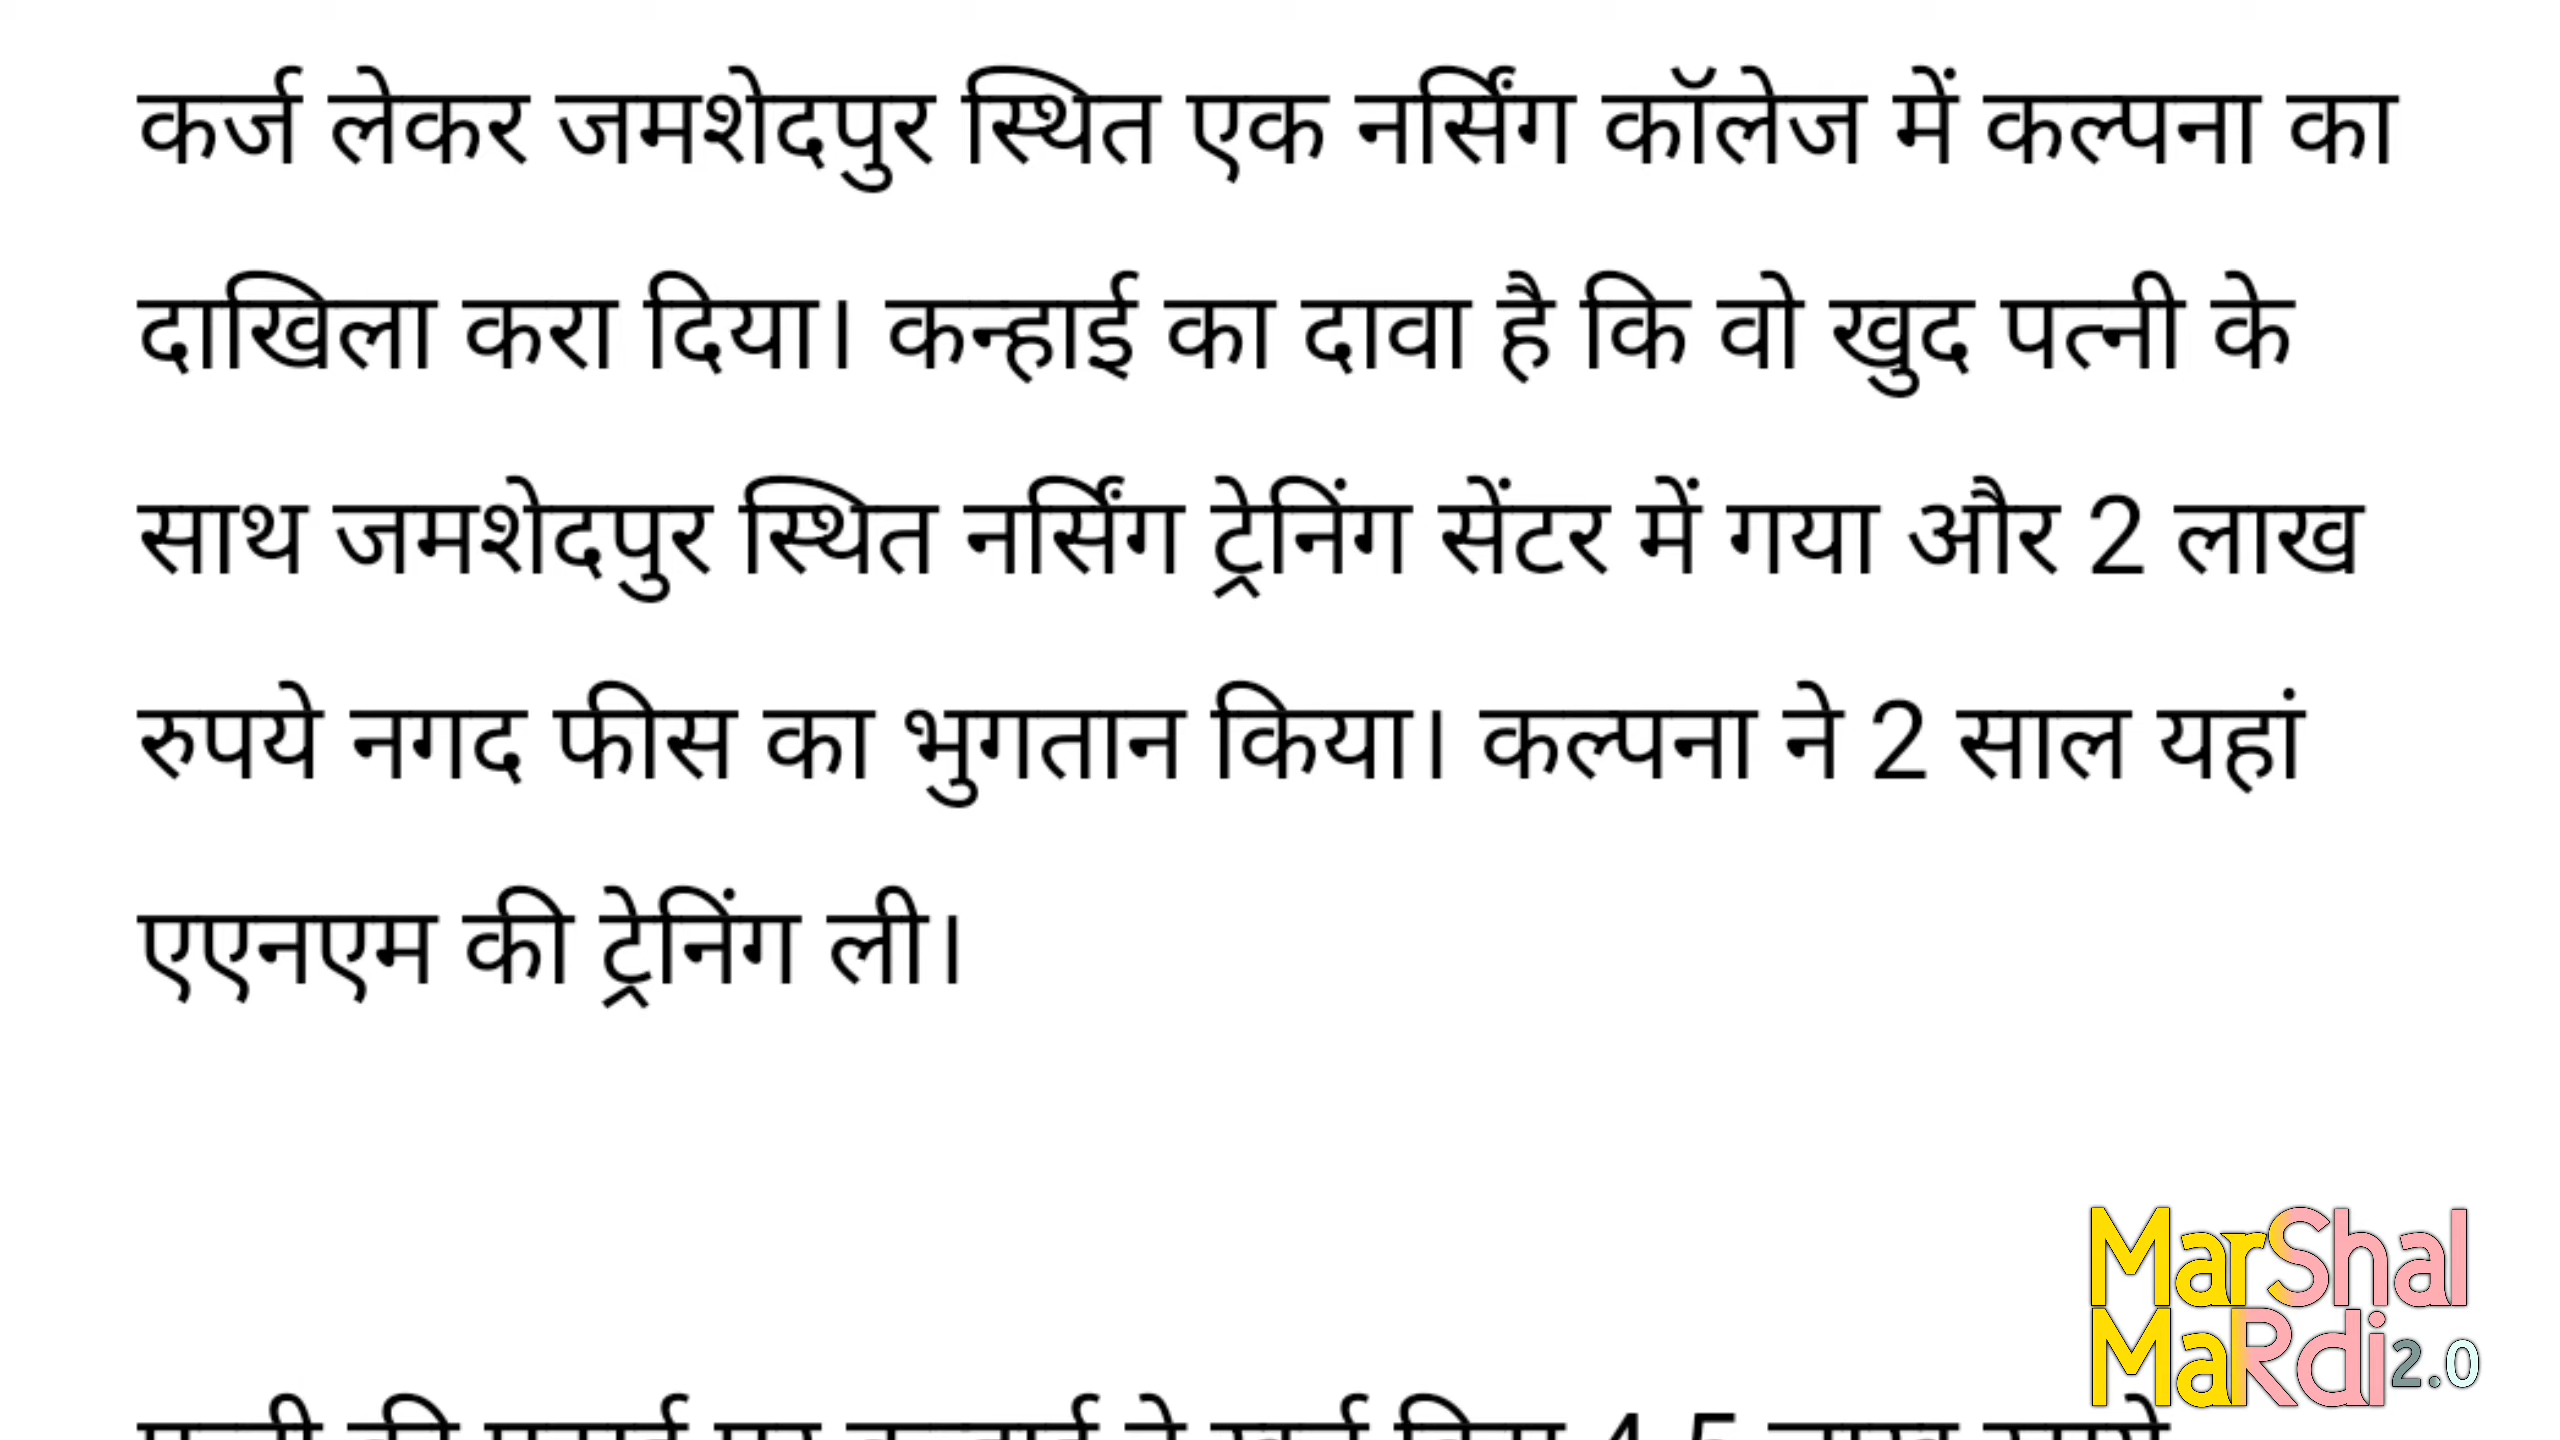 कर्ज लेकर जमशेदपुर स्थित एक नर्सिंग कॉलेज में कल्पना का
दाखिला करा दिया। कन्हाई का दावा है कि वो खुद पत्नी के
साथ जमशेदपुर स्थित नर्सिंग ट्रेनिंग सेंटर में गया और 2 लाख
रुपये नगद फीस का भुगतान किया। कल्पना ने 2 साल यहां
एएनएम की ट्रेनिंग ली।
MarShal
MaRdi2.0